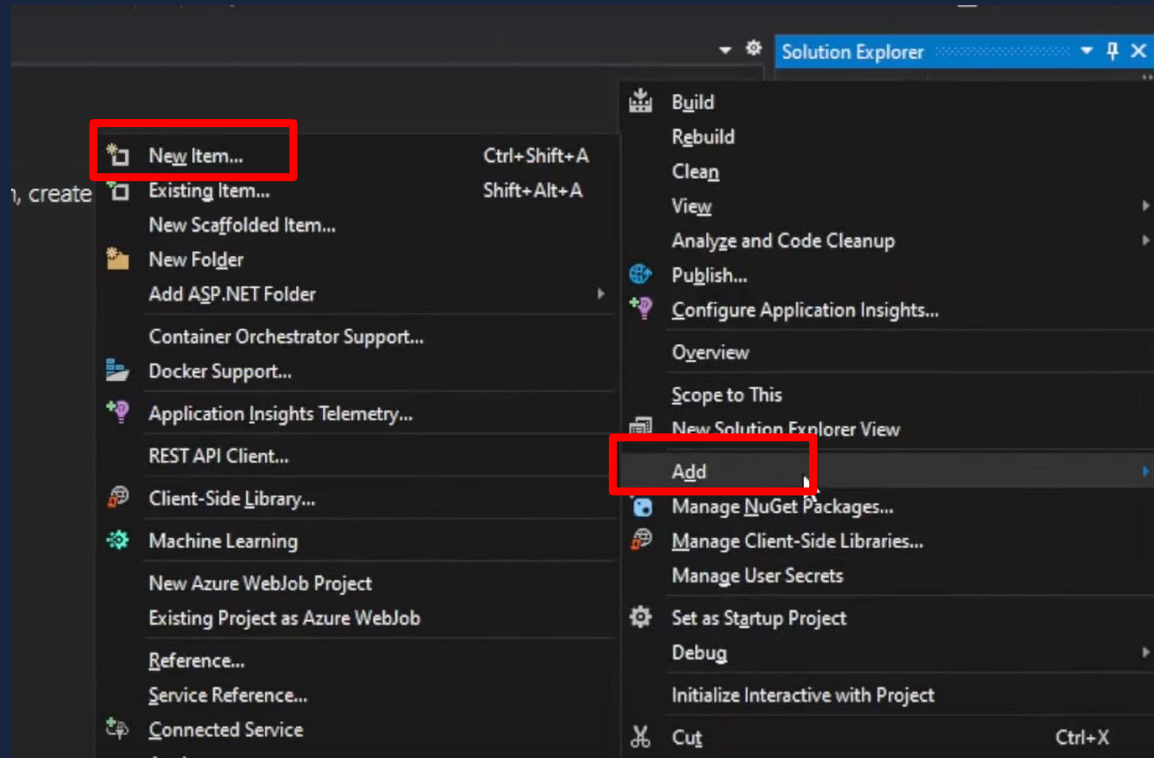 Solution Explorer
Build
Rebuild
Clean
View
Analyze and Code Cleanup
Publish...
Configure Application Insights...
Overview
Scope to This
New Solution Explorer View
Add
Manage NuGet Packages...
Manage Client-Side Libraries...
Manage User Secrets
Set as Startup Project
Debug
Initialize Interactive with Project
Cut Ctrl+X
New Item... Ctrl+Shift+A
Existing Item... Shift+Alt+A
New Scaffolded Item...
New Folder
Add ASP.NET Folder
Container Orchestrator Support...
Docker Support...
Application Insights Telemetry...
REST API Client...
Client-Side Library...
Machine Learning
New Azure WebJob Project
Existing Project as Azure WebJob
Reference...
Service Reference...
Connected Service
, create